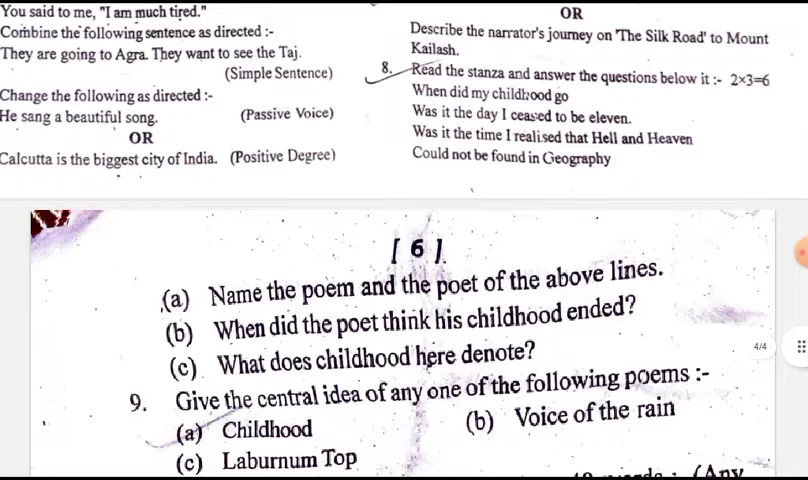 You said to me, "I am much tired."
Combine the following sentence as directed :-
They are going to Agra. They want to see the Taj.
(Simple Sentence)
Change the following as directed :-
He sang a beautiful song. (Passive Voice)
OR
Calcutta is the biggest city of India. (Positive Degree)
OR
Describe the narrator's journey on 'The Silk Road' to Mount
Kailash.
8. Read the stanza and answer the questions below it :- 2×3=6
When did my childhood go
Was it the day I ceased to be eleven.
Was it the time I realised that Hell and Heaven
Could not be found in Geography
[ 6 ]
(a) Name the poem and the poet of the above lines.
(b) When did the poet think his childhood ended?
(c) What does childhood here denote?
4/4
9. Give the central idea of any one of the following poems :-
(a) Childhood (b) Voice of the rain
(c) Laburnum Top
(Any